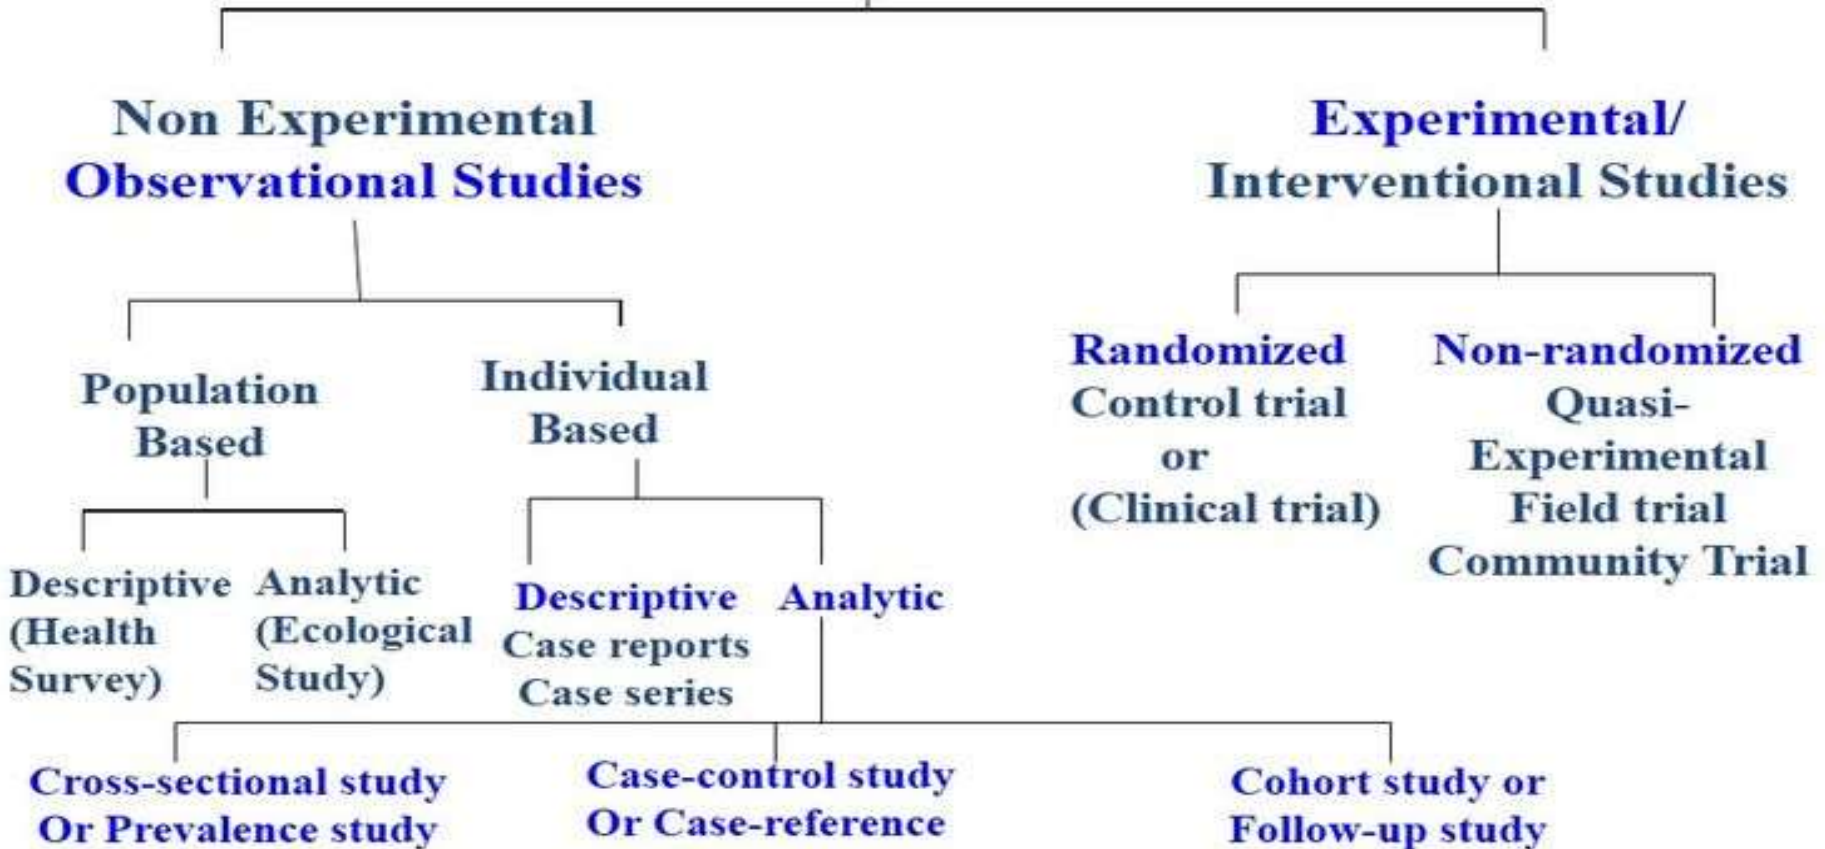 Non Experimental
Observational Studies
Experimental/
Interventional Studies
Population
Based
Individual
Based
Randomized
Control trial
or
(Clinical trial)
Non-randomized
Quasi-
Experimental
Field trial
Community Trial
Descriptive
(Health
Survey)
Analytic
(Ecological
Study)
Descriptive
Case reports
Case series
Analytic
Cross-sectional study
Or Prevalence study
Case-control study
Or Case-reference
Cohort study or
Follow-up study